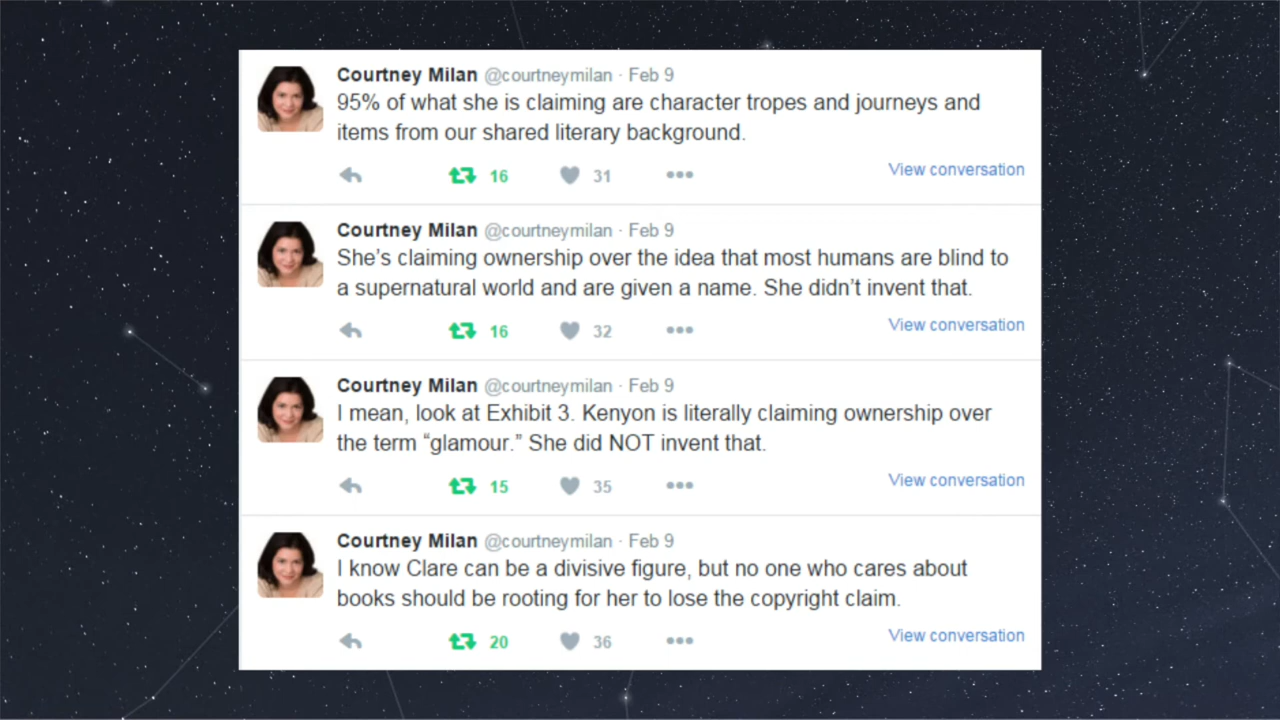 Courtney Milan @courtneymilan · Feb 9
95% of what she is claiming are character tropes and journeys and
items from our shared literary background.
16 31 View conversation
Courtney Milan @courtneymilan · Feb 9
She’s claiming ownership over the idea that most humans are blind to
a supernatural world and are given a name. She didn’t invent that.
16 32 View conversation
Courtney Milan @courtneymilan · Feb 9
I mean, look at Exhibit 3. Kenyon is literally claiming ownership over
the term “glamour.” She did NOT invent that.
15 35 View conversation
Courtney Milan @courtneymilan · Feb 9
I know Clare can be a divisive figure, but no one who cares about
books should be rooting for her to lose the copyright claim.
20 36 View conversation